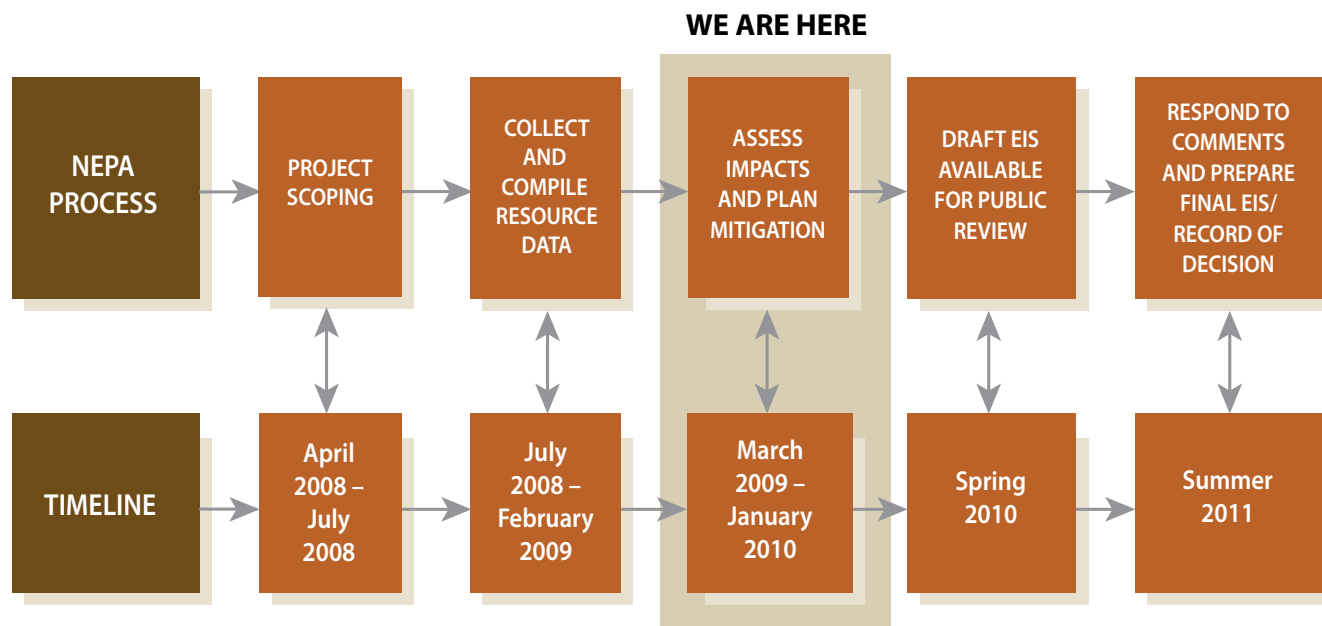 WE ARE HERE
NEPA
PROCESS
PROJECT
SCOPING
COLLECT
AND
COMPILE
RESOURCE
DATA
ASSESS
IMPACTS
AND PLAN
MITIGATION
DRAFT EIS
AVAILABLE
FOR PUBLIC
REVIEW
RESPOND TO
COMMENTS
AND PREPARE
FINAL EIS/
RECORD OF
DECISION
TIMELINE
April
2008 –
July
2008
July
2008 –
February
2009
March
2009 –
January
2010
Spring
2010
Summer
2011